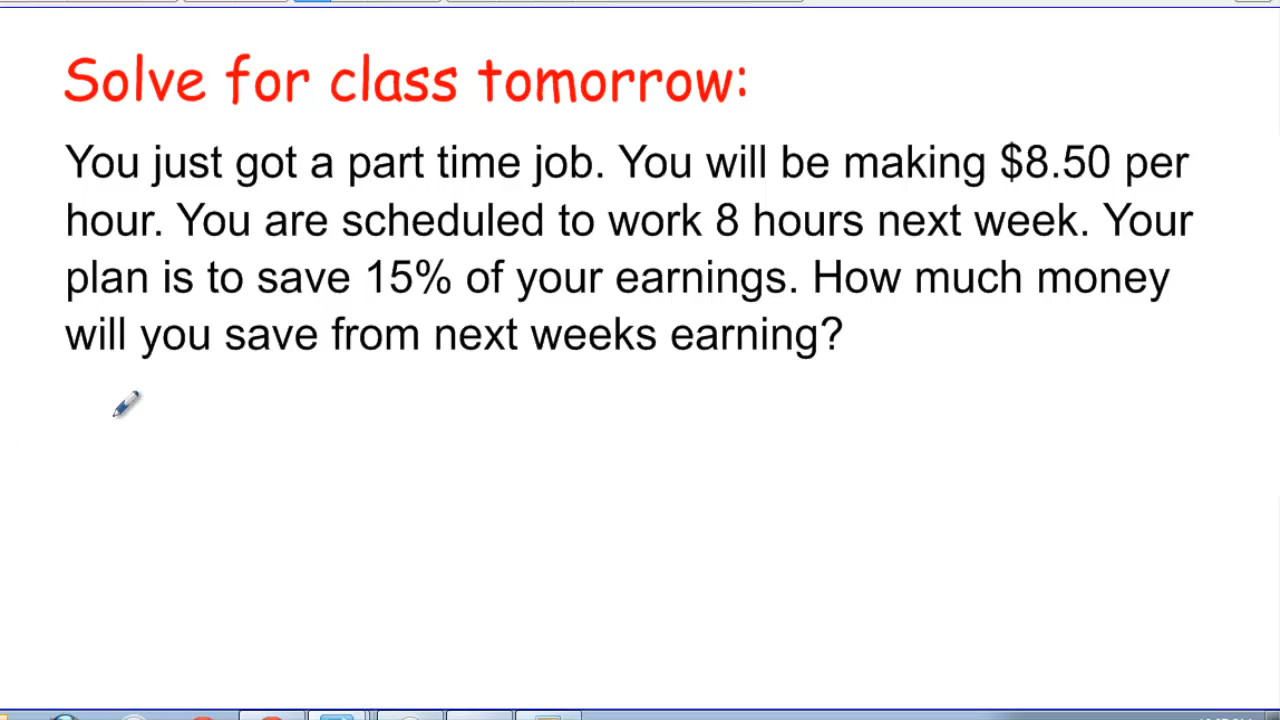 Solve for class tomorrow:
You just got a part time job. You will be making $8.50 per
hour. You are scheduled to work 8 hours next week. Your
plan is to save 15% of your earnings. How much money
will you save from next weeks earning?